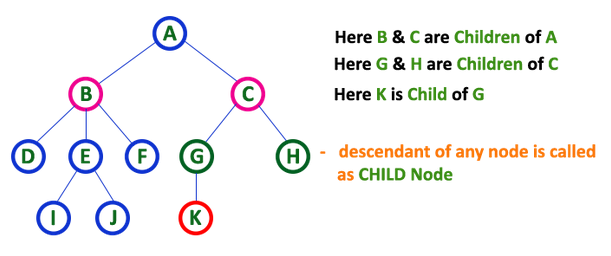 A
Here B & C are Children of A
Here G & H are Children of C
B
C
Here K is Child of G
D
E
F
G
H
- descendant of any node is called
as CHILD Node
I
J
K